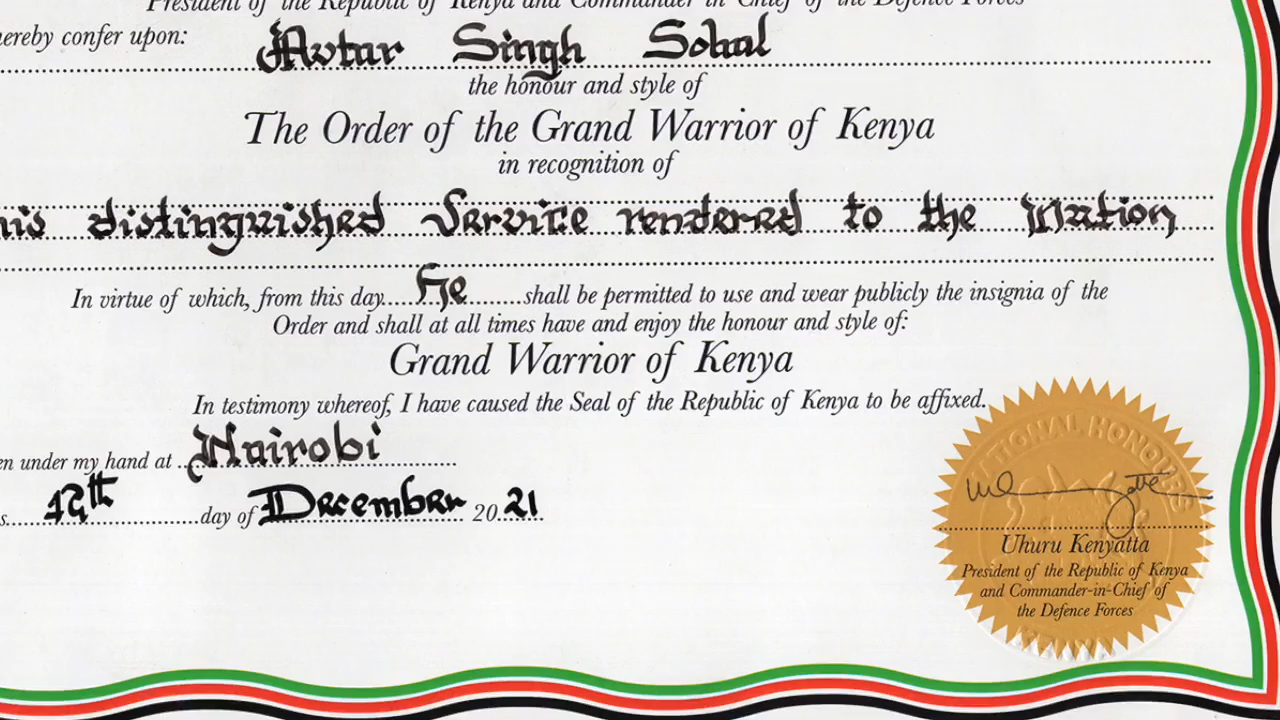 President of the Republic of Kenya and Commander-in-Chief of the Defence Forces
hereby confer upon: Avtar Singh Sohal
the honour and style of
The Order of the Grand Warrior of Kenya
in recognition of
his distinguished Service rendered to the Nation
In virtue of which, from this day He shall be permitted to use and wear publicly the insignia of the
Order and shall at all times have and enjoy the honour and style of:
Grand Warrior of Kenya
In testimony whereof, I have caused the Seal of the Republic of Kenya to be affixed.
en under my hand at Nairobi
s 12th day of December 20 21
NATIONAL HONOURS
Uhuru Kenyatta
President of the Republic of Kenya
and Commander-in-Chief of
the Defence Forces